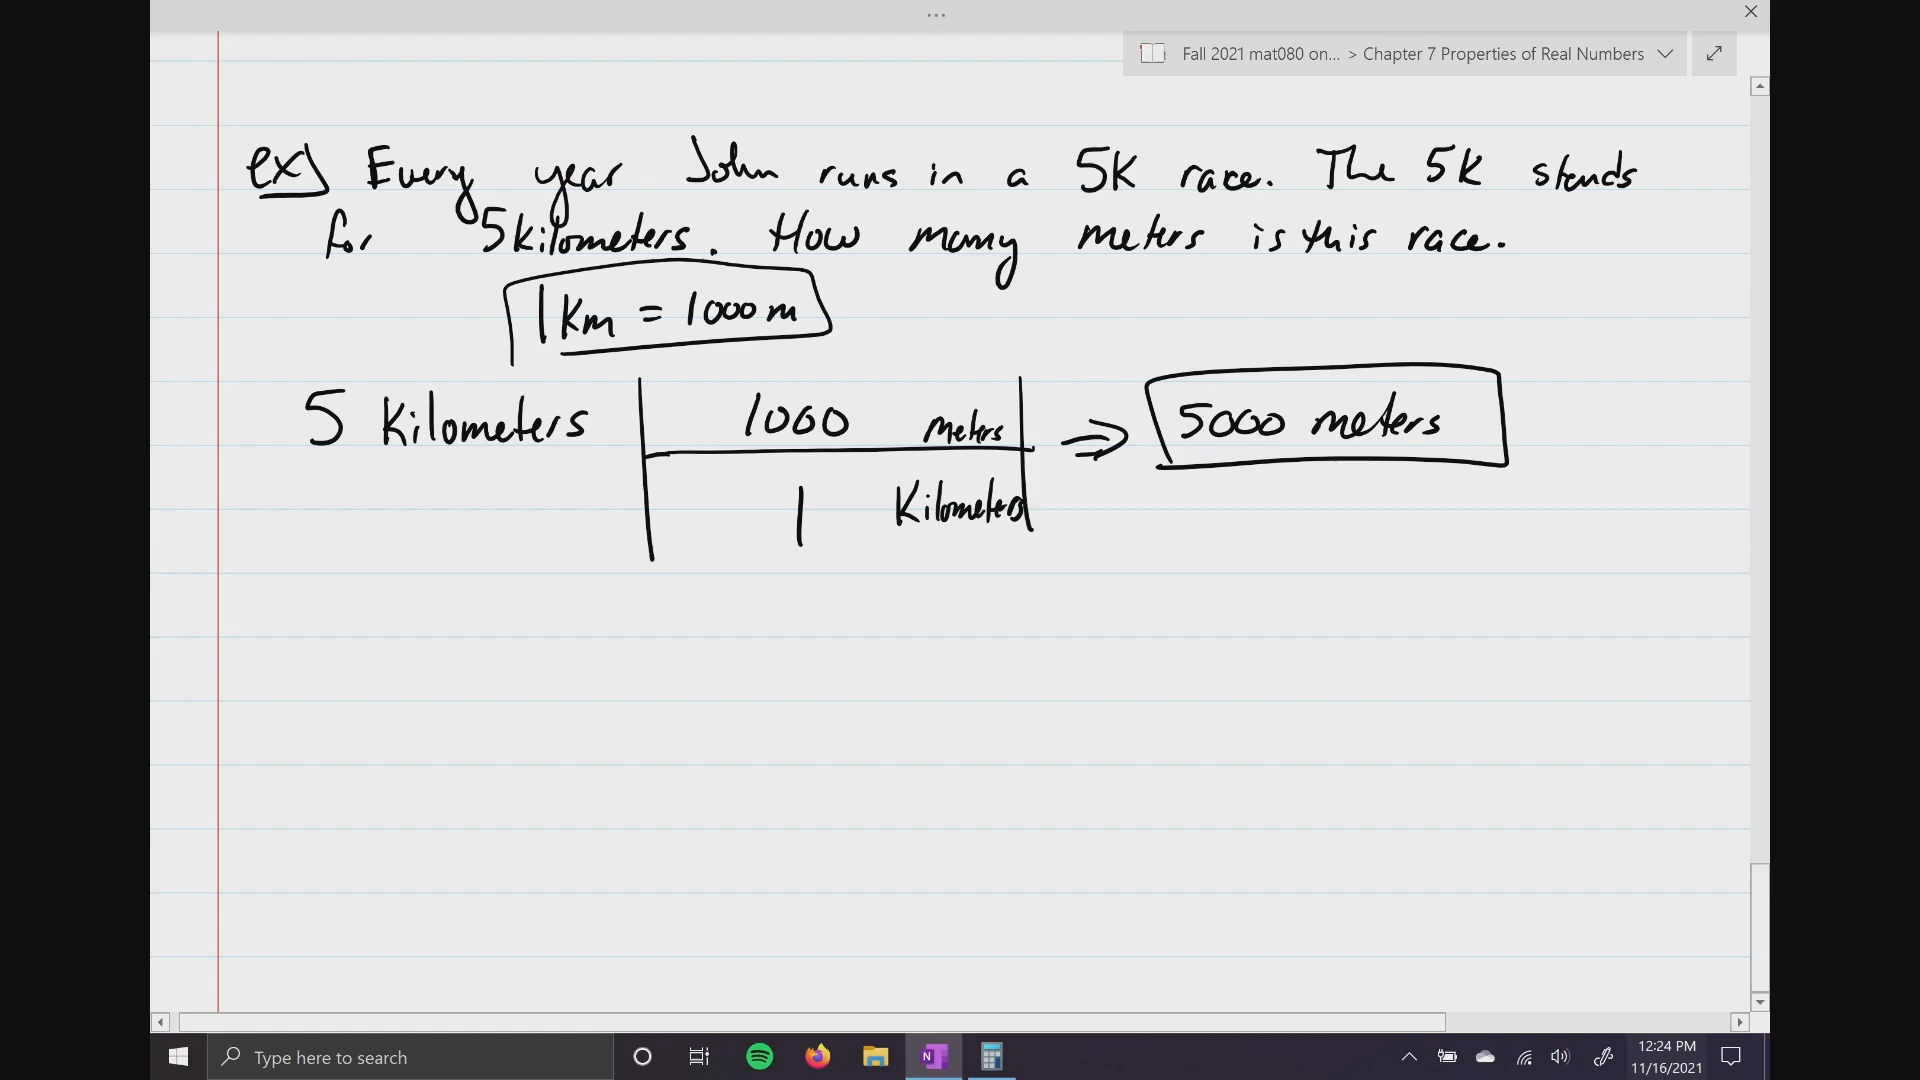 ...
Fall 2021 mat080 on... > Chapter 7 Properties of Real Numbers
ex) Every year John runs in a 5K race. The 5K stands
for 5kilometers. How many meters is this race.
1 Km = 1000 m
5 Kilometers 1000 meters ⇒ 5000 meters
1 Kilometers
Type here to search
12:24 PM
11/16/2021